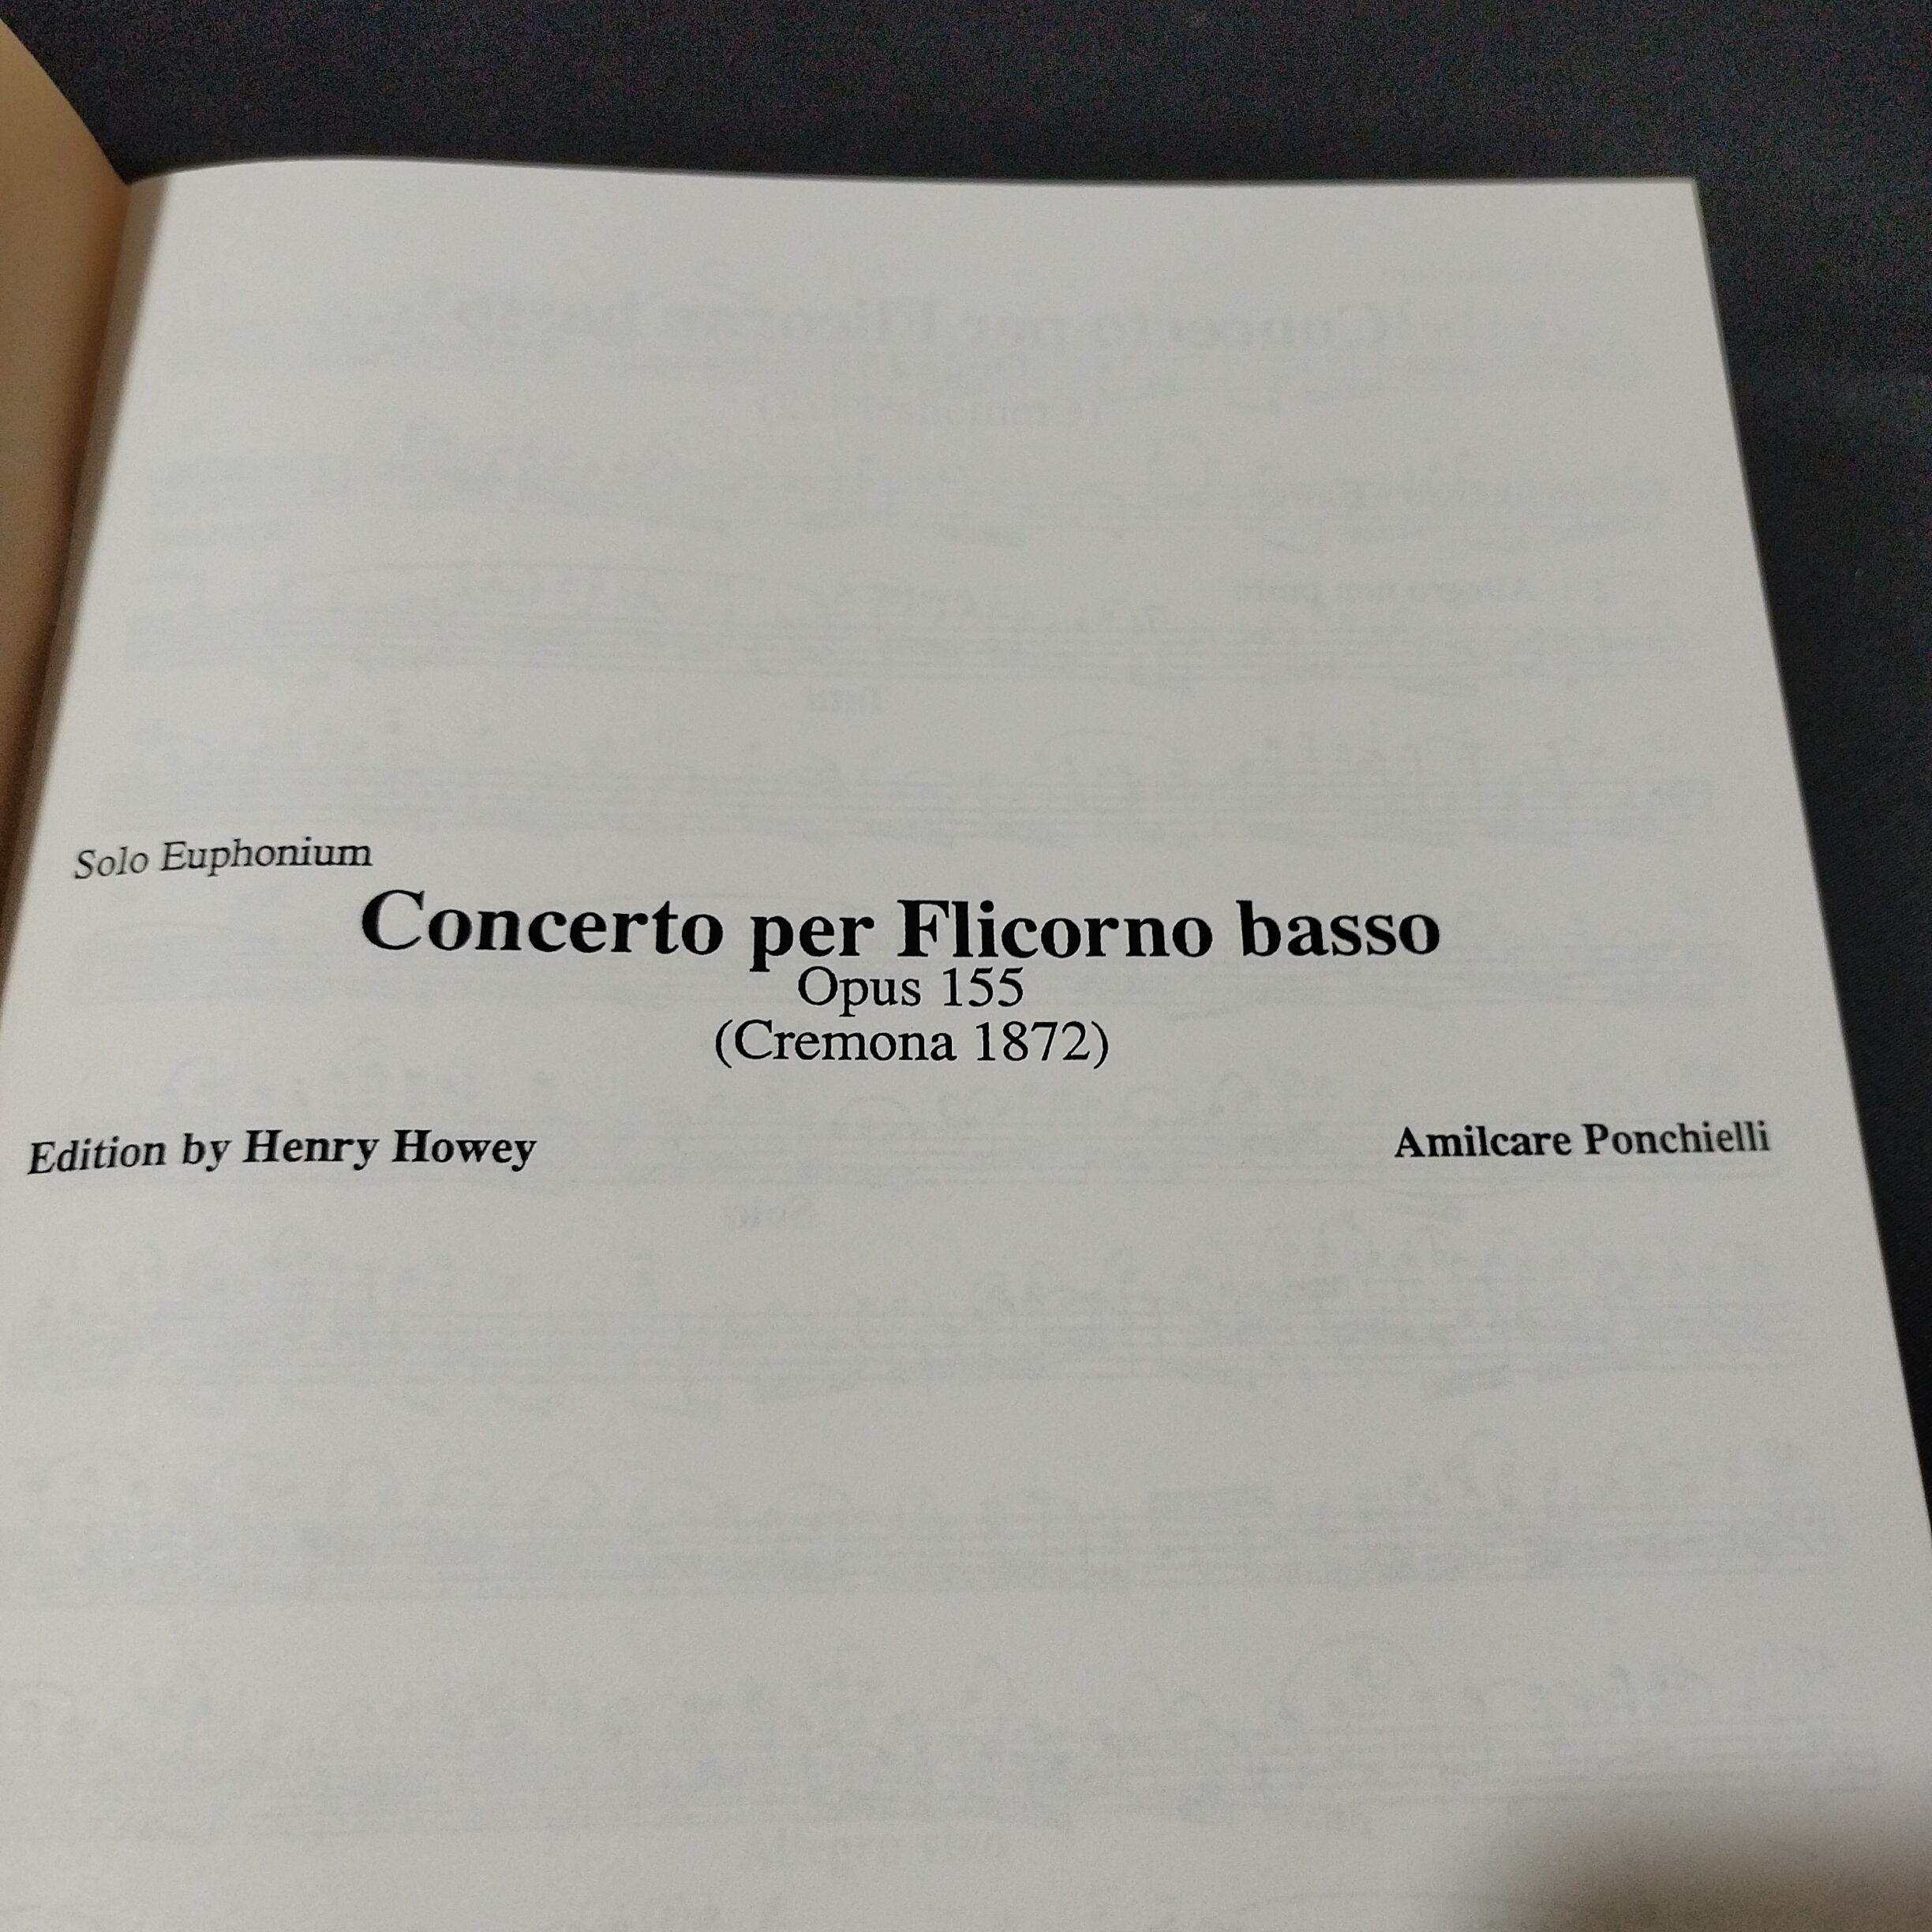 Solo Euphonium
Concerto per Flicorno basso
Opus 155
(Cremona 1872)
Edition by Henry Howey
Amilcare Ponchielli